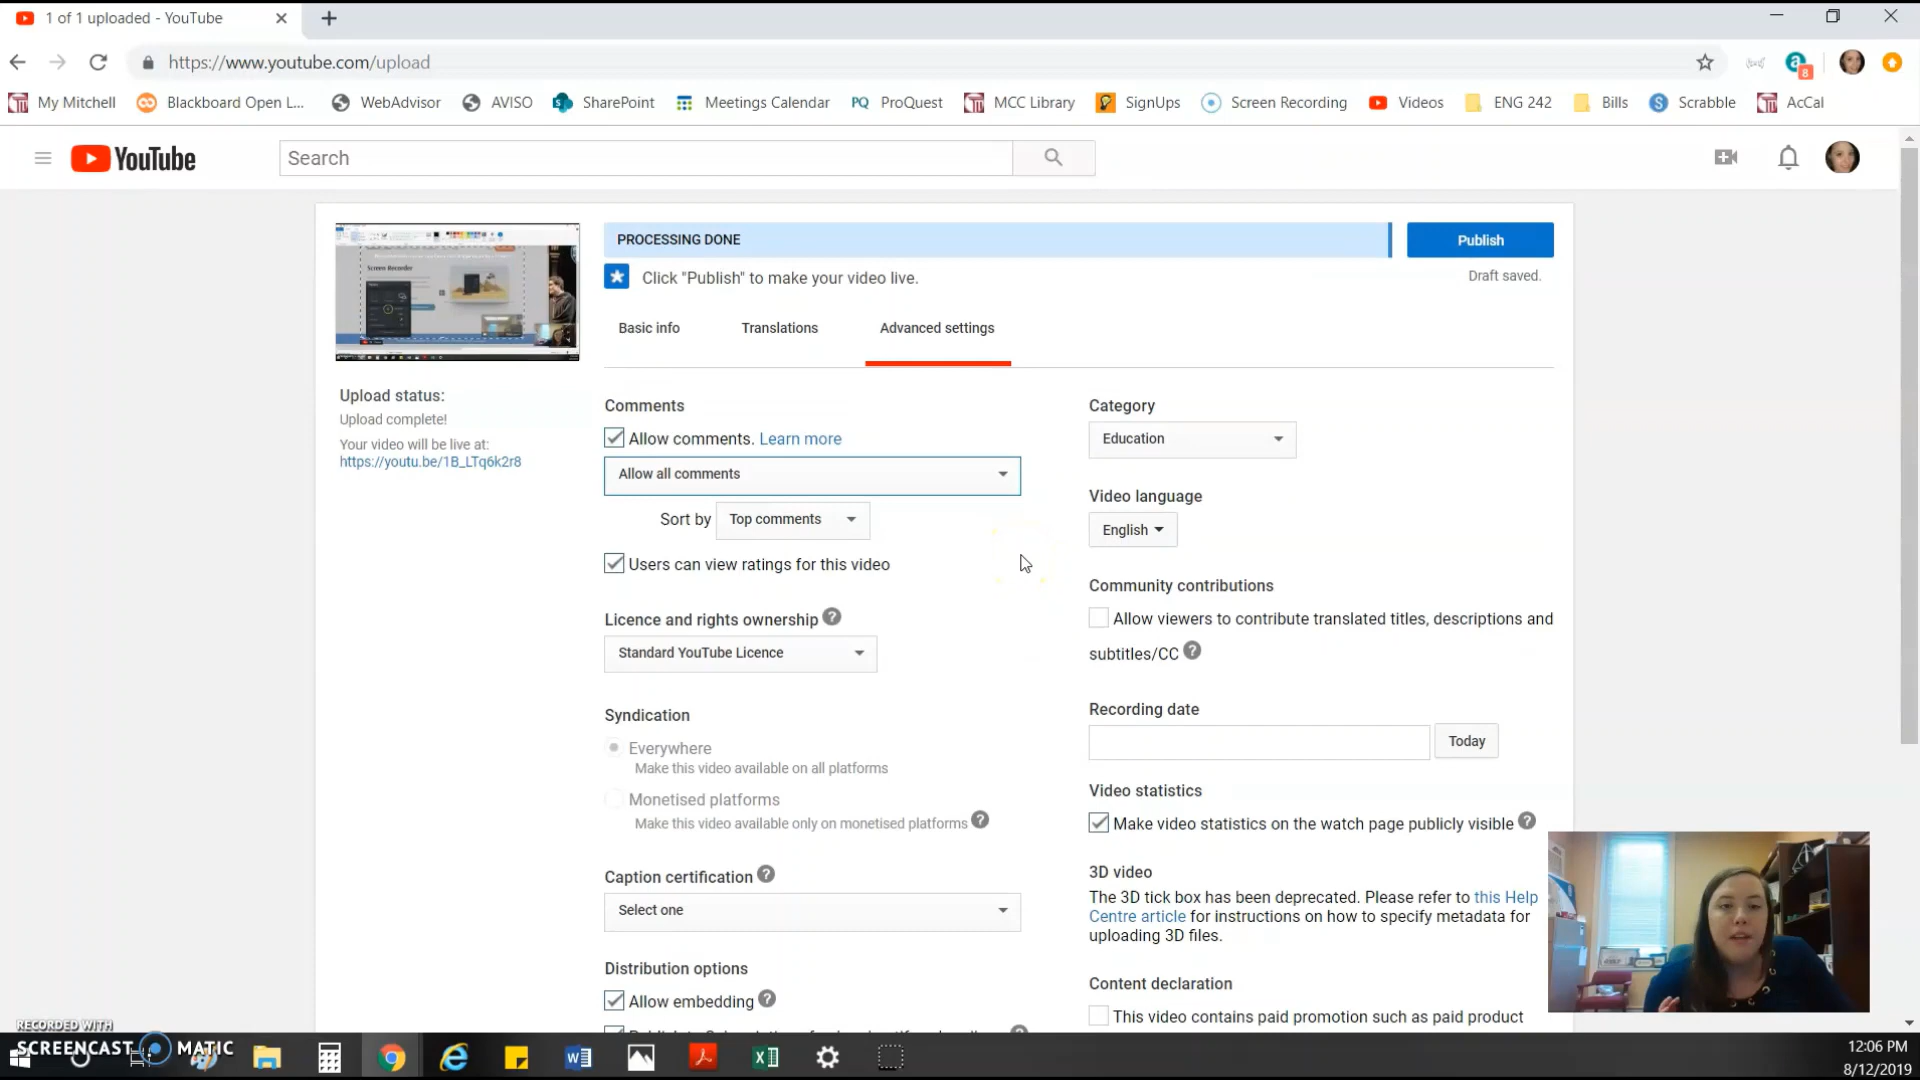 1 of 1 uploaded - YouTube
https://www.youtube.com/upload
8
My Mitchell
Blackboard Open L...
WebAdvisor
AVISO
SharePoint
Meetings Calendar
PQ ProQuest
MCC Library
SignUps
Screen Recording
Videos
ENG 242
Bills
Scrabble
AcCal
YouTube
Search
PROCESSING DONE
Publish
Click "Publish" to make your video live.
Draft saved.
Basic info
Translations
Advanced settings
Screen Recorder
Upload status:
Upload complete!
Your video will be live at:
https://youtu.be/1B_LTq6k2r8
Comments
Allow comments. Learn more
Allow all comments
Sort by Top comments
Users can view ratings for this video
Licence and rights ownership ?
Standard YouTube Licence
Syndication
Everywhere
Make this video available on all platforms
Monetised platforms
Make this video available only on monetised platforms ?
Caption certification ?
Select one
Distribution options
Allow embedding ?
Category
Education
Video language
English
Community contributions
Allow viewers to contribute translated titles, descriptions and
subtitles/CC ?
Recording date
Today
Video statistics
Make video statistics on the watch page publicly visible ?
3D video
The 3D tick box has been deprecated. Please refer to this Help
Centre article for instructions on how to specify metadata for
uploading 3D files.
Content declaration
This video contains paid promotion such as paid product
RECORDED WITH
SCREENCAST MATIC
12:06 PM
8/12/2019